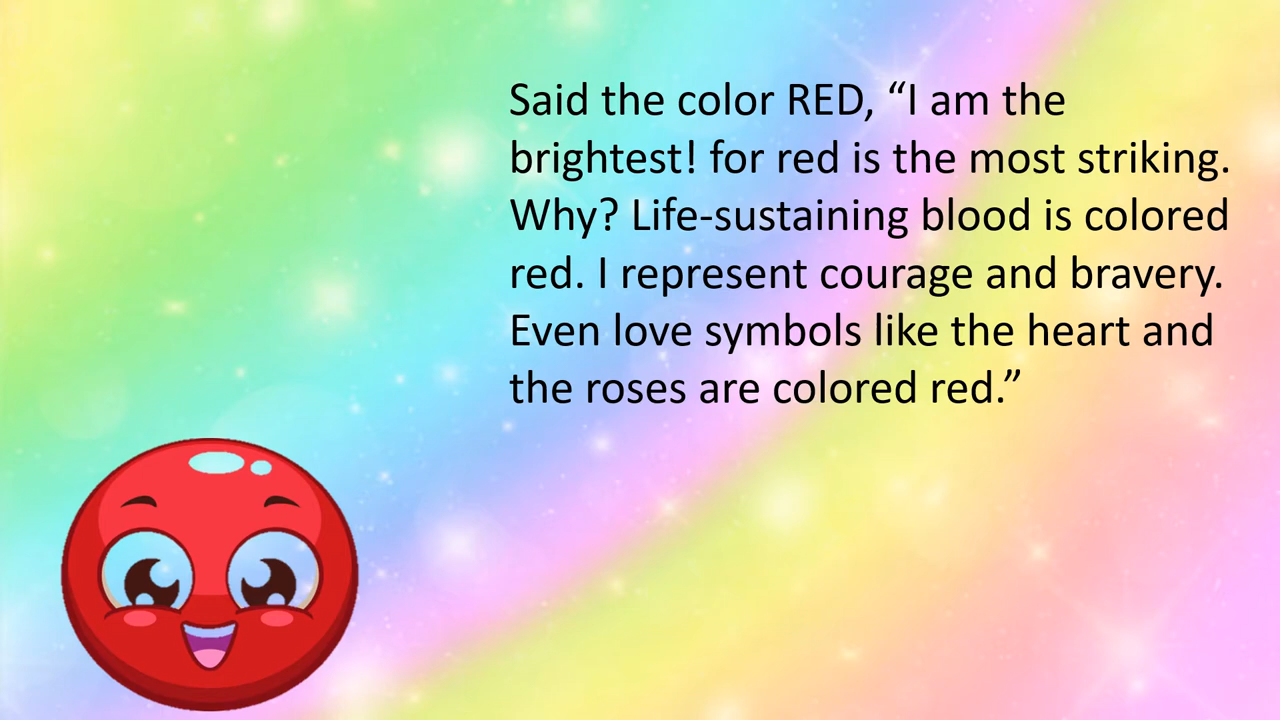 Said the color RED, “I am the
brightest! for red is the most striking.
Why? Life-sustaining blood is colored
red. I represent courage and bravery.
Even love symbols like the heart and
the roses are colored red.”